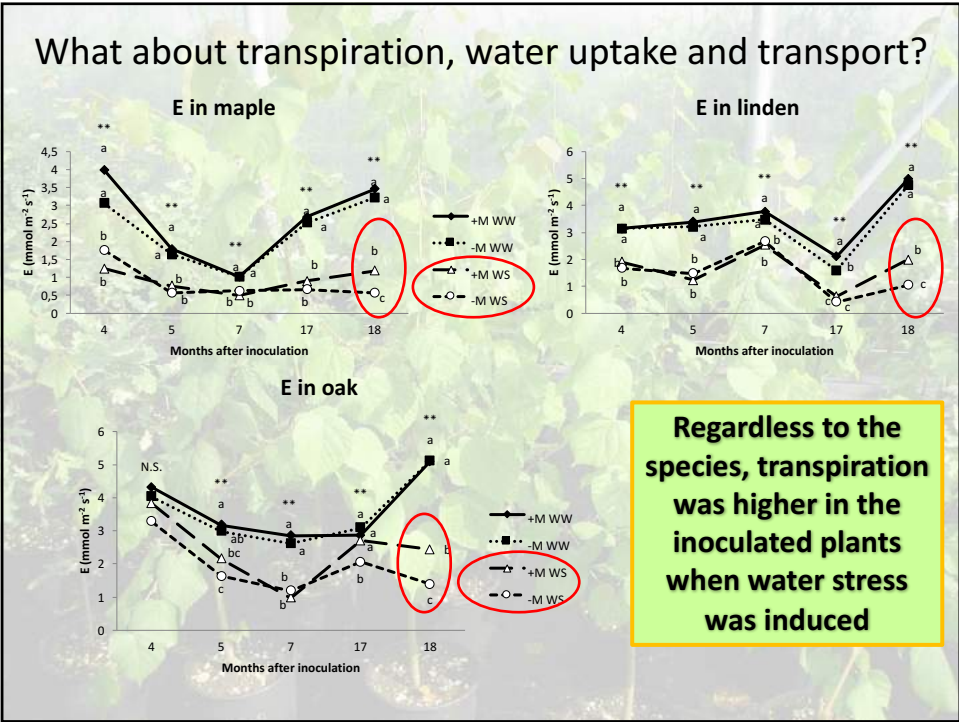 What about transpiration, water uptake and transport?
E in maple
E (mmol m-2 s-1)
4,5
4
3,5
3
2,5
2
1,5
1
0,5
0
**
a
a
b
b
**
a
a
b
b
**
a
a
b
b
**
a
a
b
b
**
a
a
b
c
4 5 7 17 18
Months after inoculation
+M WW
-M WW
+M WS
-M WS
E in linden
E (mmol m-2 s-1)
6
5
4
3
2
1
0
**
a
a
b
b
**
a
a
b
b
**
a
a
b
b
**
a
b
c
c
**
a
a
b
c
4 5 7 17 18
Months after inoculation
E in oak
E (mmol m-2 s-1)
6
5
4
3
2
1
0
N.S.
**
a
ab
bc
c
**
a
a
b
b
**
a
a
a
b
**
a
a
b
c
4 5 7 17 18
Months after inoculation
+M WW
-M WW
+M WS
-M WS
Regardless to the
species, transpiration
was higher in the
inoculated plants
when water stress
was induced